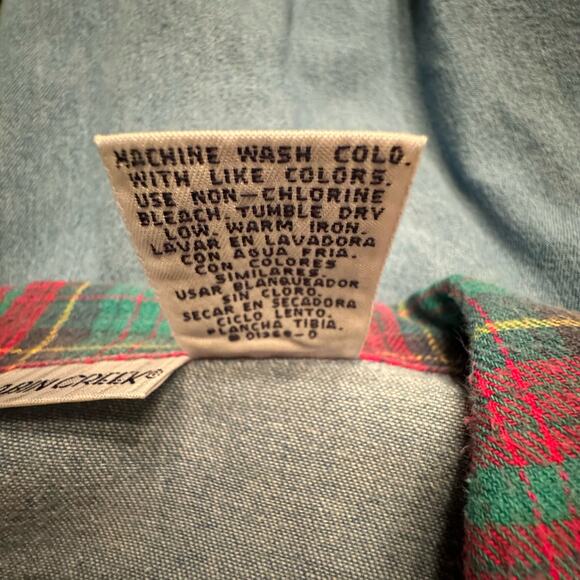 MACHINE WASH COLD.
WITH LIKE COLORS.
USE NON-CHLORINE
BLEACH. TUMBLE DRY
LOW. WARM IRON.
LAVAR EN LAVADORA
CON AGUA FRIA.
CON COLORES
SIMILARES.
USAR BLANQUEADOR
SIN CLORO.
SECAR EN SECADORA
CICLO LENTO.
PLANCHA TIBIA.
CREEK®